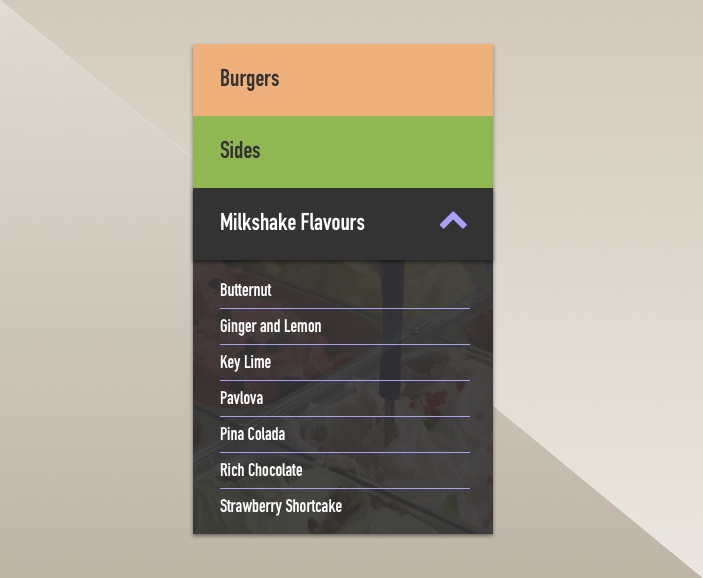 Burgers
Sides
Milkshake Flavours
Butternut
Ginger and Lemon
Key Lime
Pavlova
Pina Colada
Rich Chocolate
Strawberry Shortcake